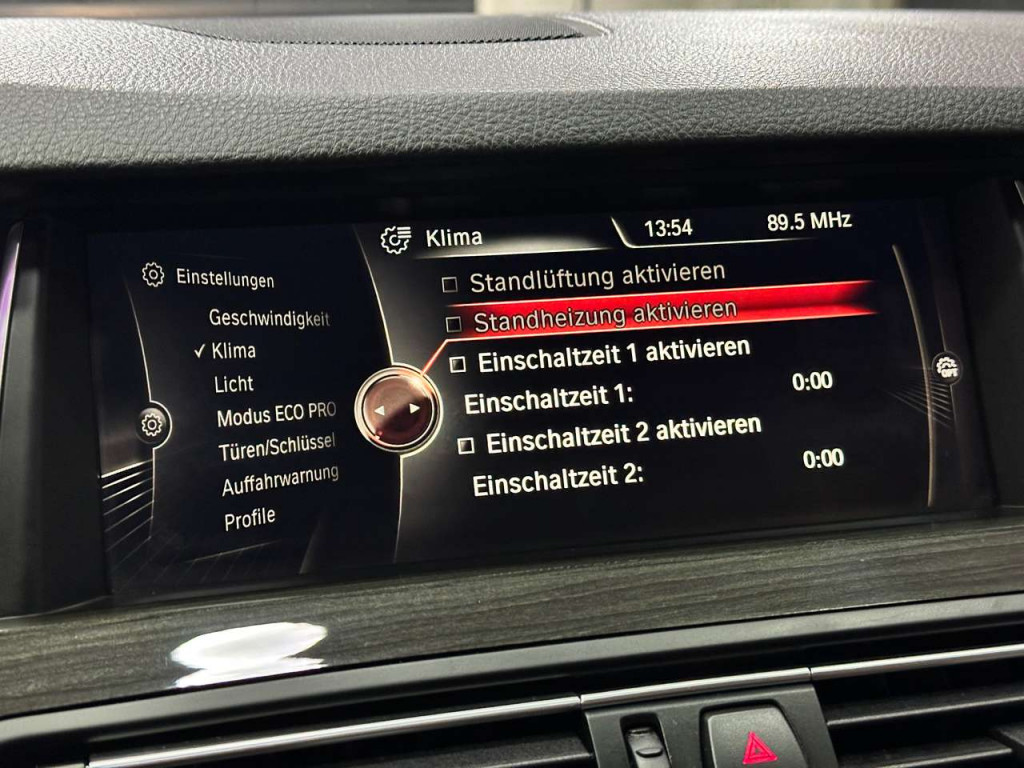 Klima
13:54
89.5 MHz
Einstellungen
Geschwindigkeit
✓ Klima
Licht
Modus ECO PRO
Türen/Schlüssel
Auffahrwarnung
Profile
Standlüftung aktivieren
Standheizung aktivieren
Einschaltzeit 1 aktivieren
Einschaltzeit 1: 0:00
Einschaltzeit 2 aktivieren
Einschaltzeit 2: 0:00
OFF